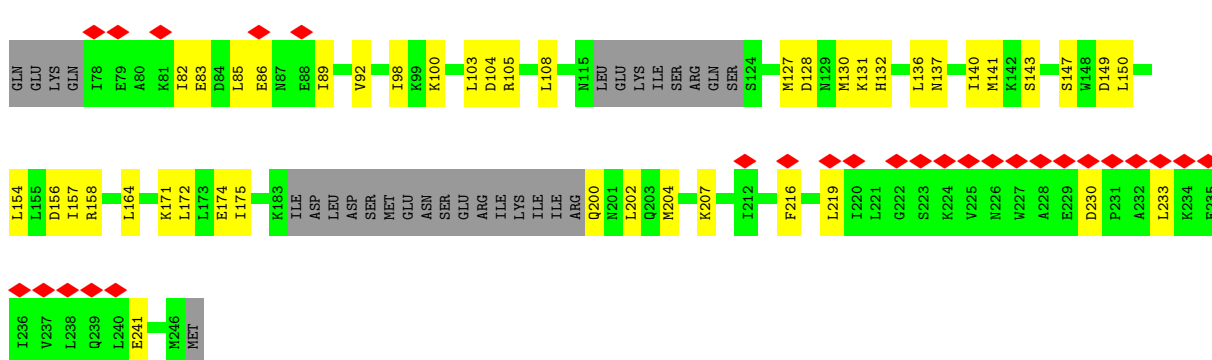 GLN GLU LYS GLN I78 E79 A80 K81 I82 E83 D84 L85 E86 N87 E88 I89 V92 I98 K99 K100 L103 D104 R105 L108 N115 LEU GLU LYS ILE SER ARG GLN SER S124 M127 D128 N129 M130 K131 H132 L136 N137 I140 M141 K142 S143 S147 W148 D149 L150
L154 L155 D156 I157 R158 L164 K171 L172 L173 E174 I175 K183 ILE ASP LEU ASP SER MET GLU ASN SER GLU ARG ILE LYS ILE ILE ARG Q200 N201 L202 Q203 M204 K207 I212 F216 L219 I220 L221 G222 S223 K224 V225 N226 W227 A228 E229 D230 P231 A232 L233 K234
I236 V237 L238 Q239 L240 E241 M246 MET